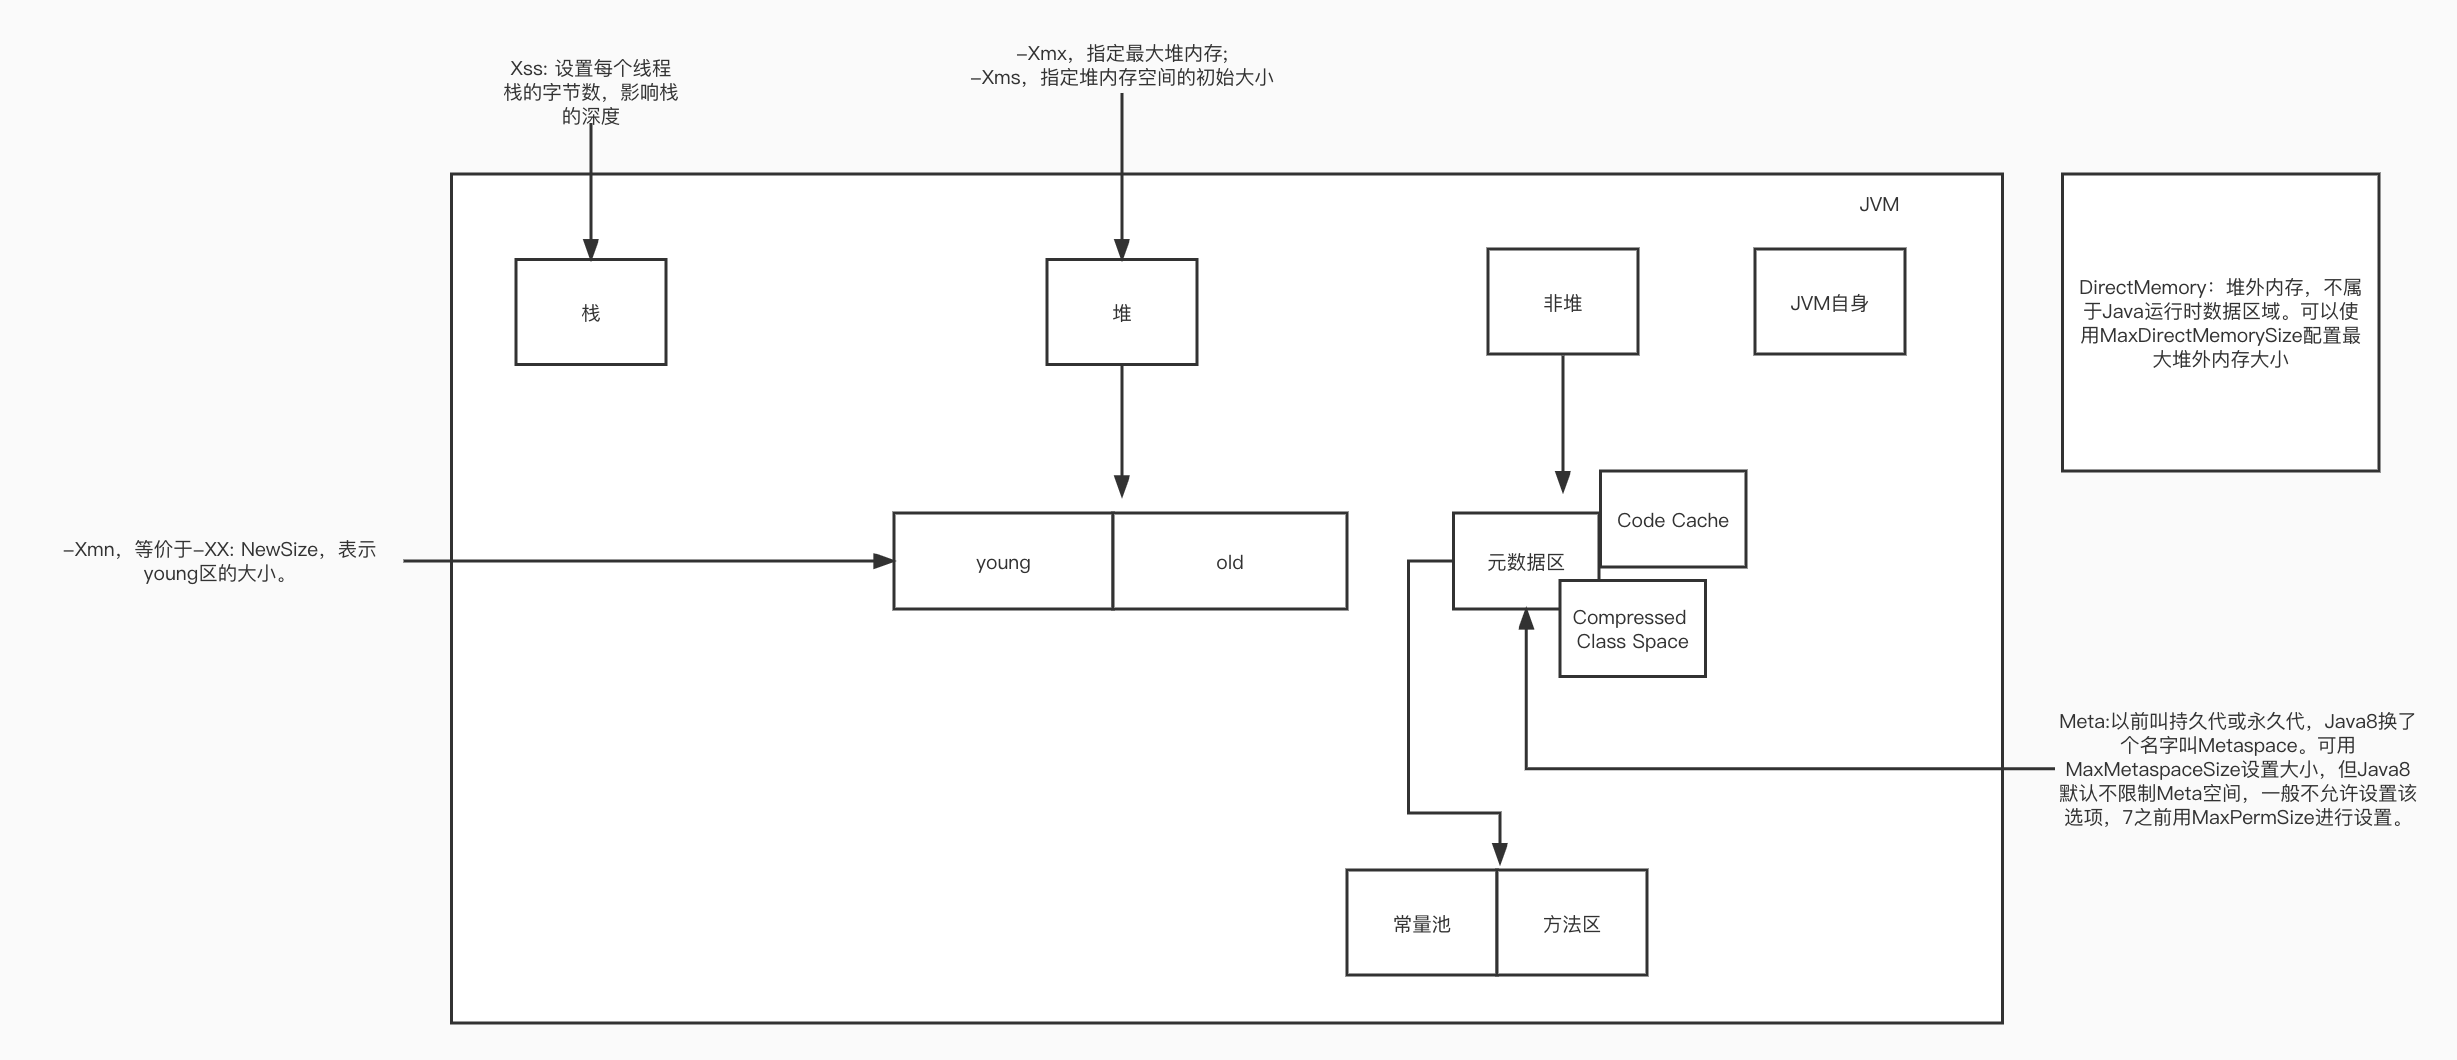 Xss: 设置每个线程
栈的字节数，影响栈
的深度
-Xmx，指定最大堆内存;
-Xms，指定堆内存空间的初始大小
JVM
栈
堆
非堆
JVM自身
DirectMemory：堆外内存，不属
于Java运行时数据区域。可以使
用MaxDirectMemorySize配置最
大堆外内存大小
-Xmn，等价于-XX: NewSize，表示
young区的大小。
young
old
元数据区
Code Cache
Compressed
Class Space
Meta:以前叫持久代或永久代，Java8换了
个名字叫Metaspace。可用
MaxMetaspaceSize设置大小，但Java8
默认不限制Meta空间，一般不允许设置该
选项，7之前用MaxPermSize进行设置。
常量池
方法区